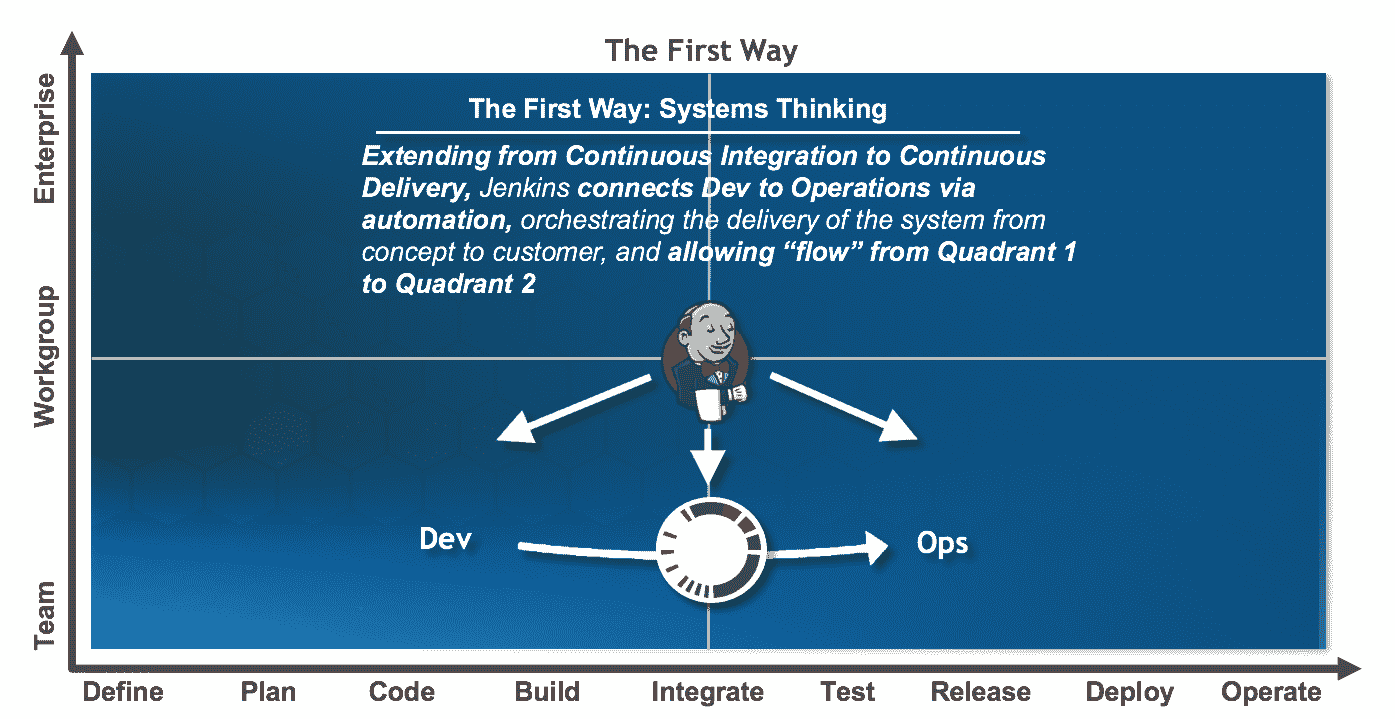 The First Way
The First Way: Systems Thinking
Extending from Continuous Integration to Continuous
Delivery, Jenkins connects Dev to Operations via
automation, orchestrating the delivery of the system from
concept to customer, and allowing “flow” from Quadrant 1
to Quadrant 2
Enterprise
Workgroup
Team
Dev
Ops
Define
Plan
Code
Build
Integrate
Test
Release
Deploy
Operate